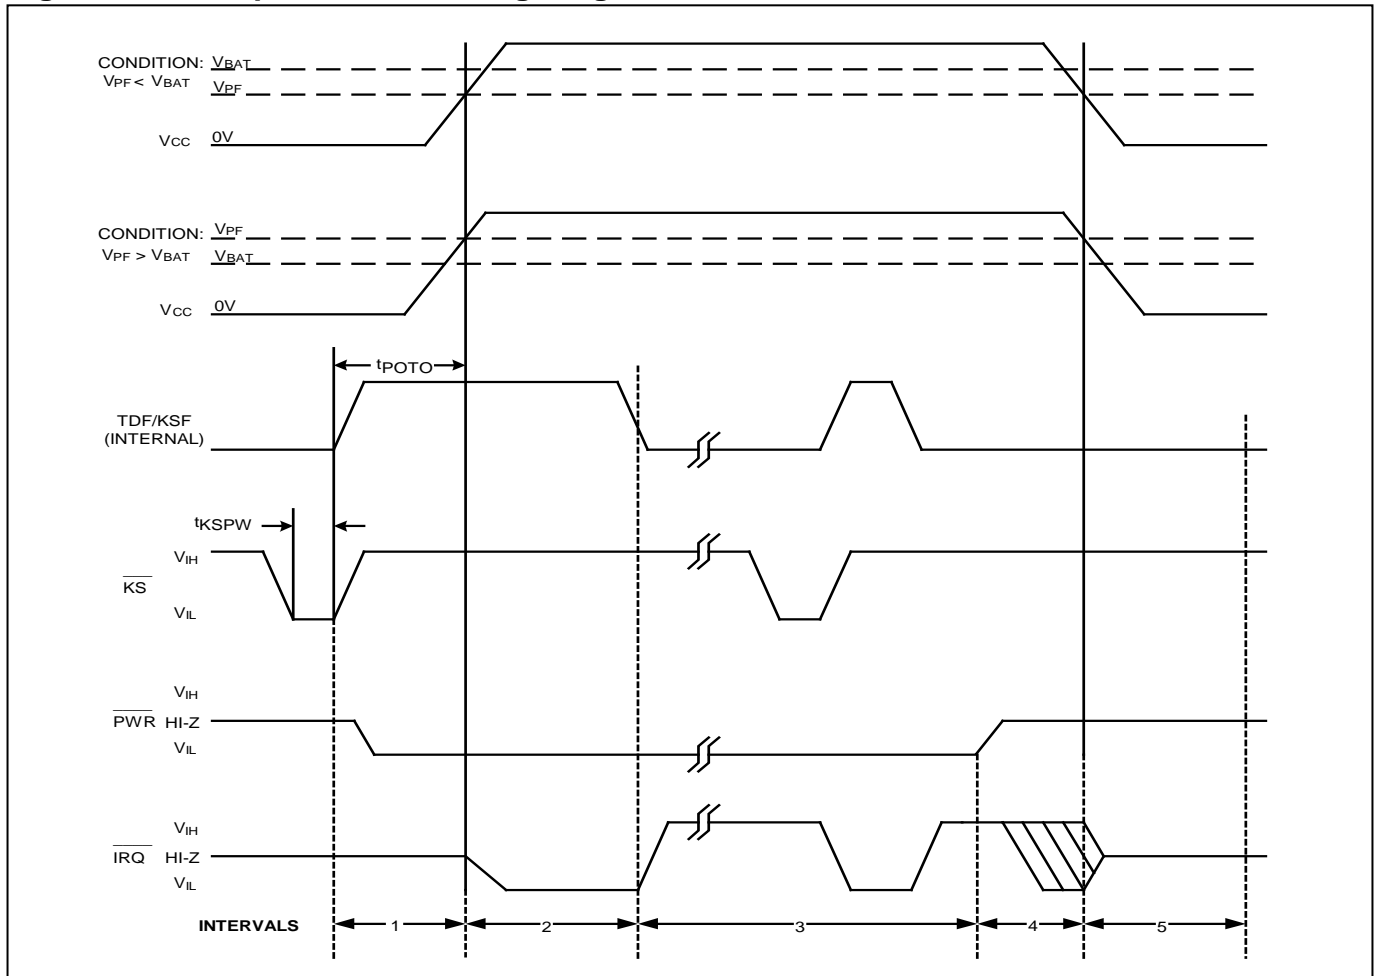 CONDITION: VBAT
VPF < VBAT
VPF
VCC 0V
CONDITION: VPF
VPF > VBAT VBAT
VCC 0V
tPOTO
TDF/KSF
(INTERNAL)
tKSPW
VIH
KS
VIL
VIH
PWR HI-Z
VIL
VIH
IRQ HI-Z
VIL
INTERVALS 1 2 3 4 5